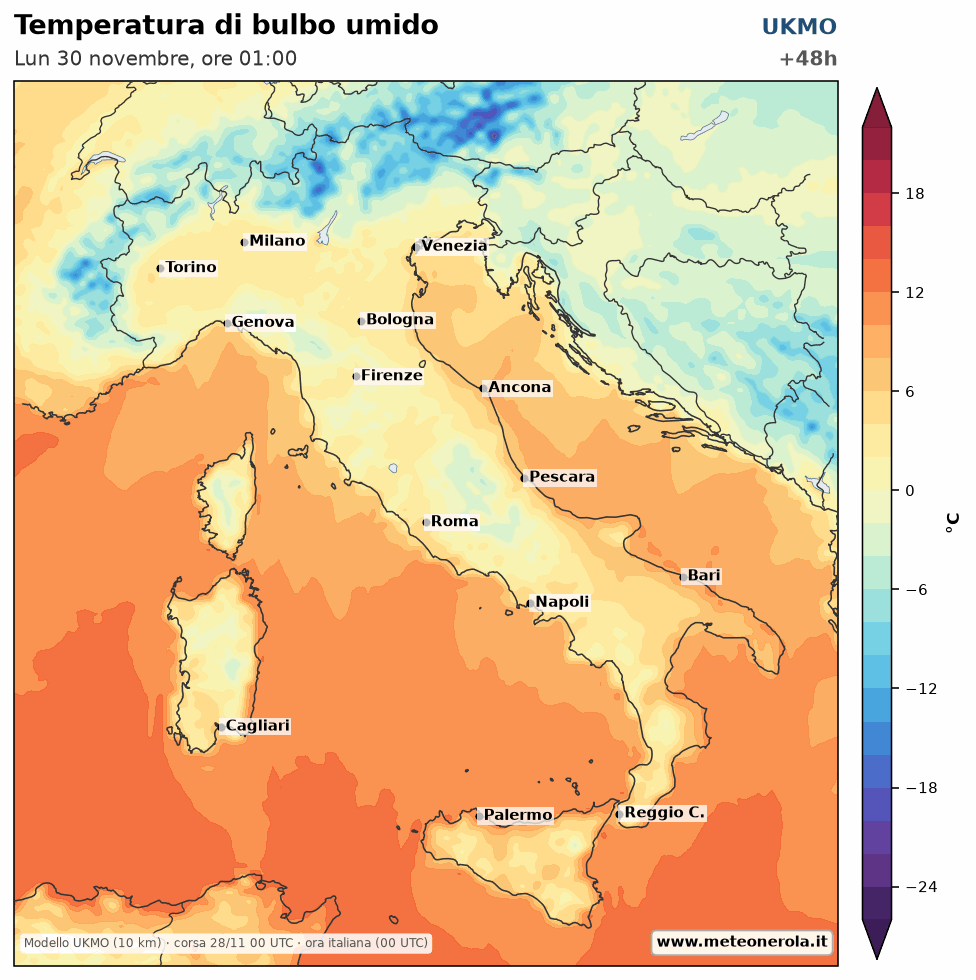 Temperatura di bulbo umido
UKMO
Lun 30 novembre, ore 01:00
+48h
Milano
Venezia
Torino
Genova
Bologna
Firenze
Ancona
Pescara
Roma
Bari
Napoli
Cagliari
Palermo
Reggio C.
18
12
6
0
−6
−12
−18
−24
°C
Modello UKMO (10 km) · corsa 28/11 00 UTC · ora italiana (00 UTC)
www.meteonerola.it